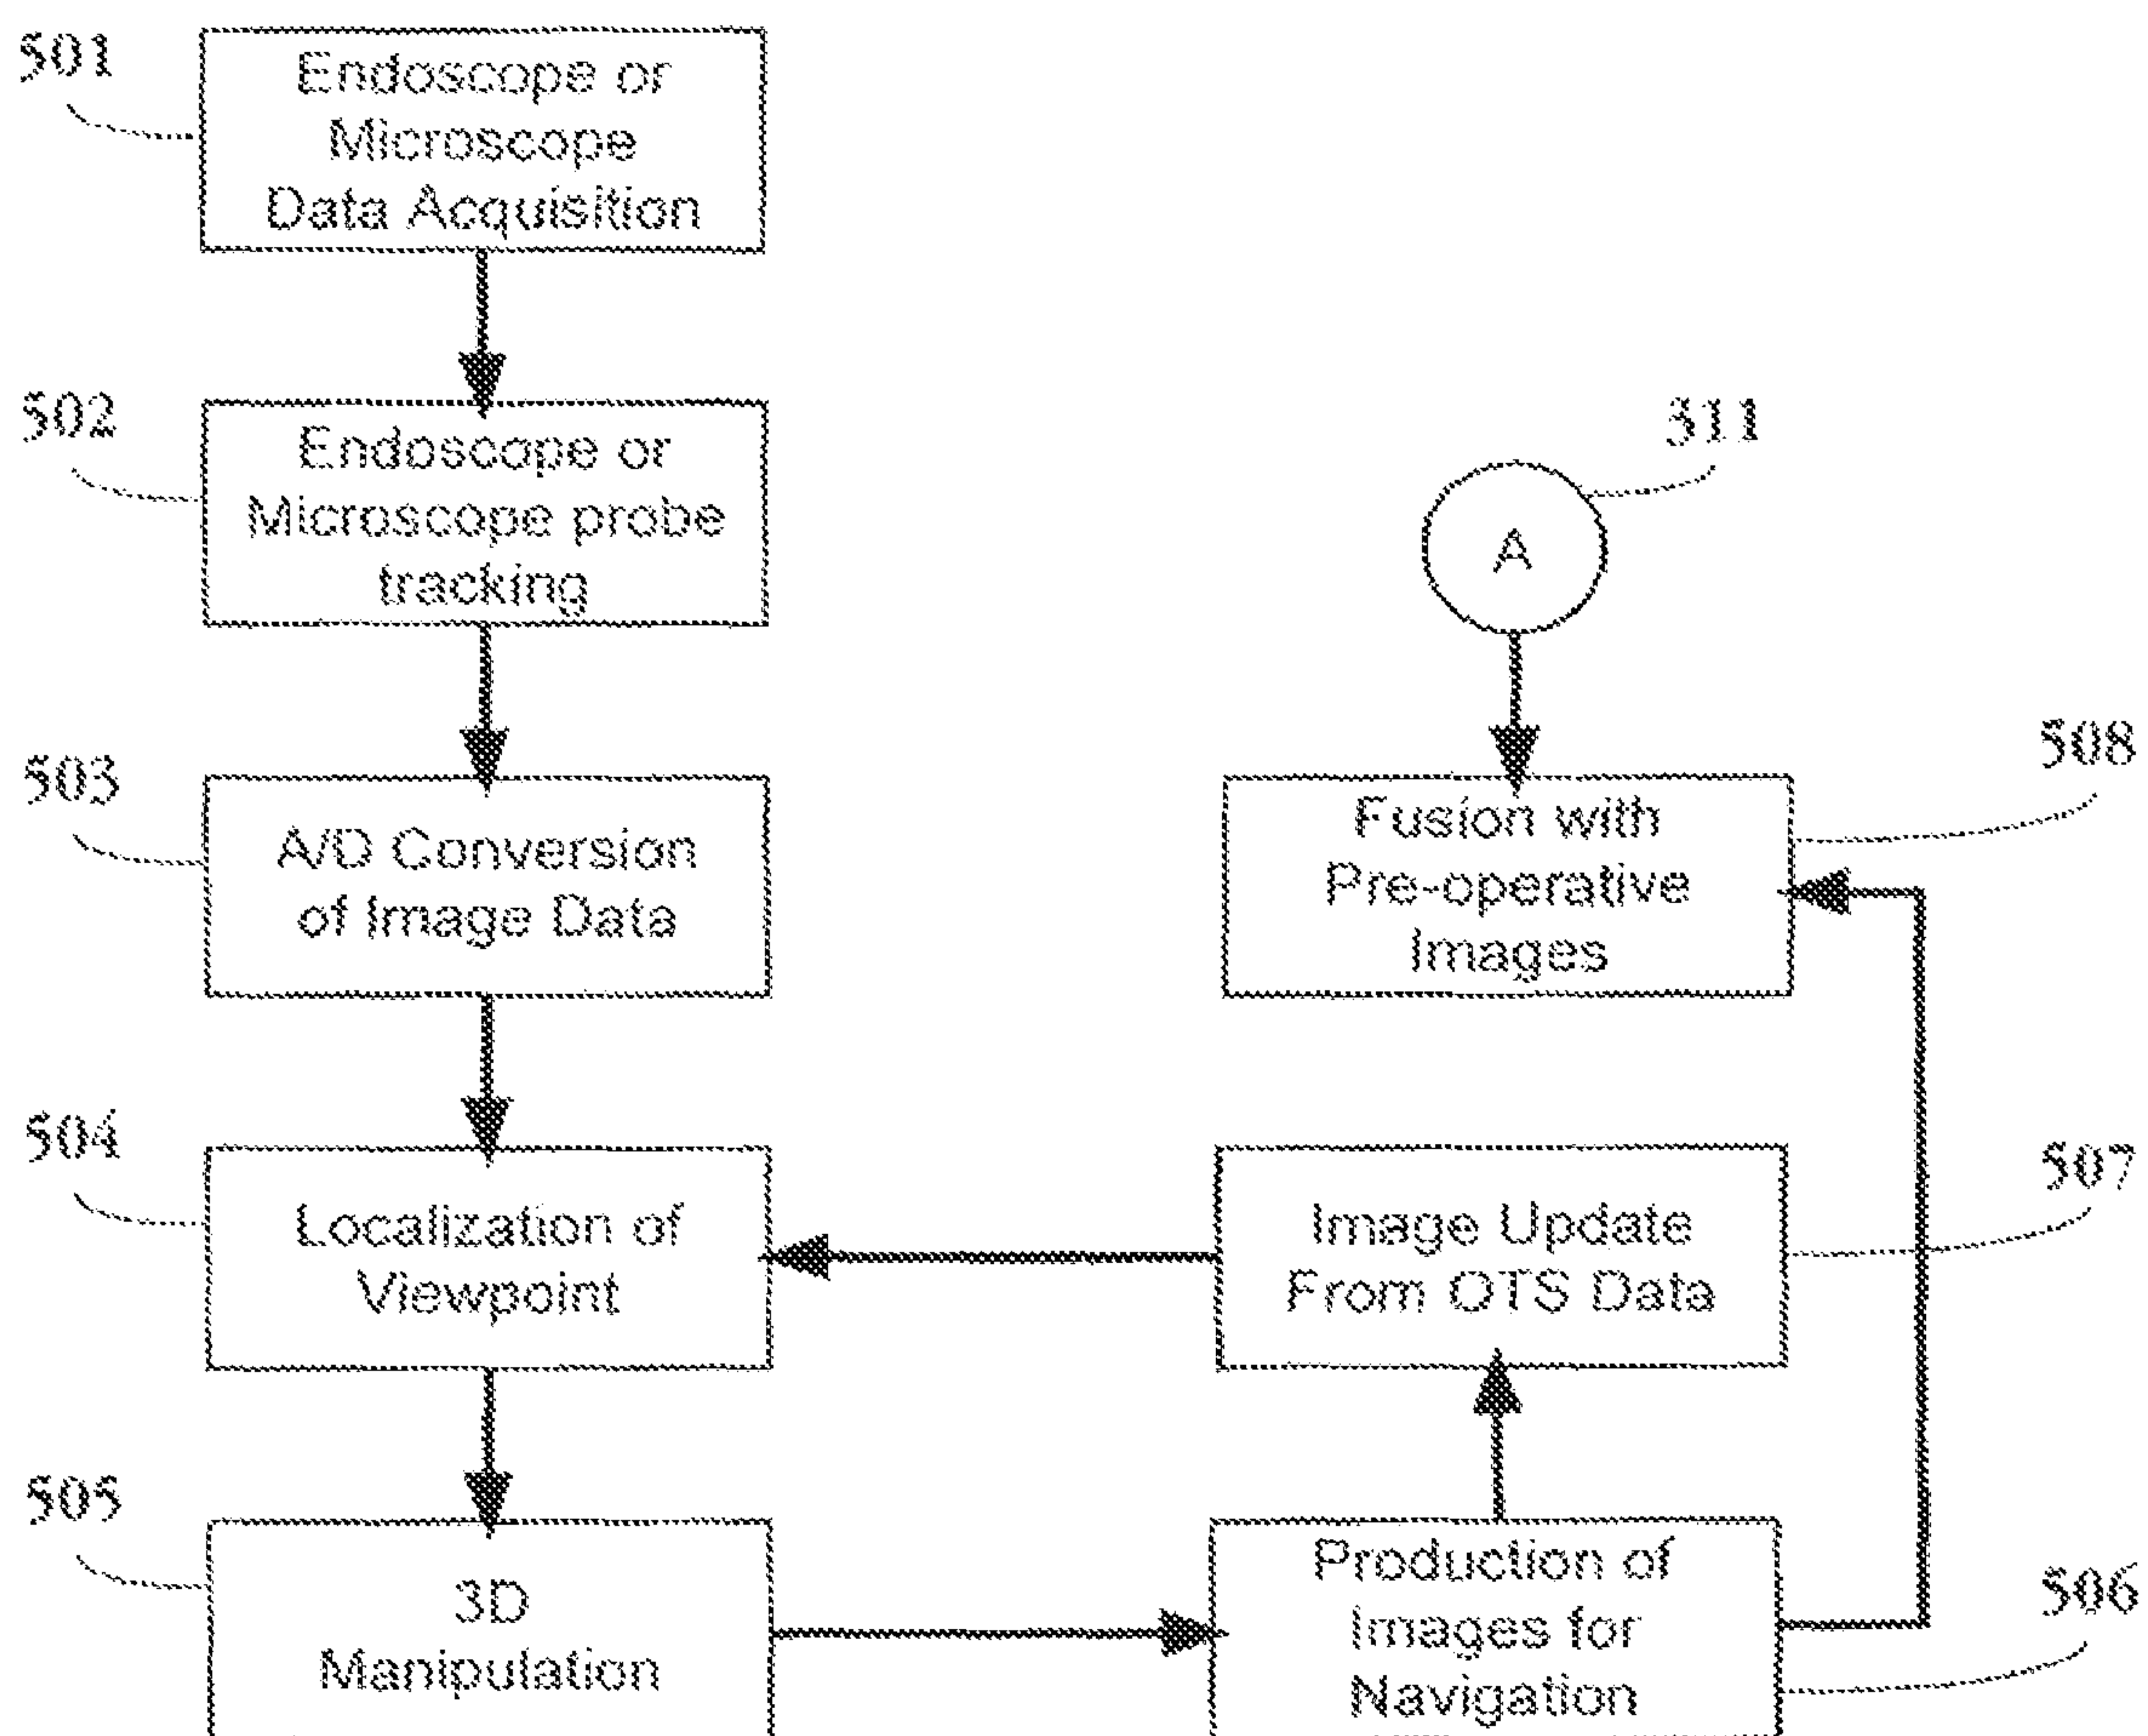 501
Endoscope or
Microscope
Data Acquisition
502
Endoscope or
Microscope probe
tracking
503
A/D Conversion
of Image Data
504
Localization of
Viewpoint
505
3D
Manipulation
511
A
508
Fusion with
Pre-operative
Images
507
Image Update
From OTS Data
506
Production of
Images for
Navigation